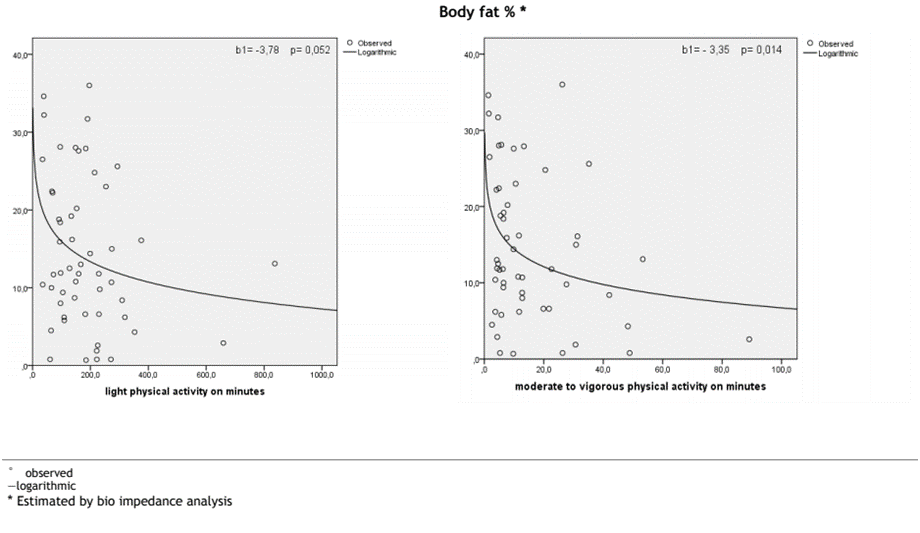 Body fat % *
b1= -3,78 p= 0,052
○ Observed
—Logarithmic
40,0
30,0
20,0
10,0
,0
,0 200,0 400,0 600,0 800,0 1000,0
light physical activity on minutes
b1= - 3,35 p= 0,014
○ Observed
—Logarithmic
40,0
30,0
20,0
10,0
,0
,0 20,0 40,0 60,0 80,0 100,0
moderate to vigorous physical activity on minutes
° observed
—logarithmic
* Estimated by bio impedance analysis